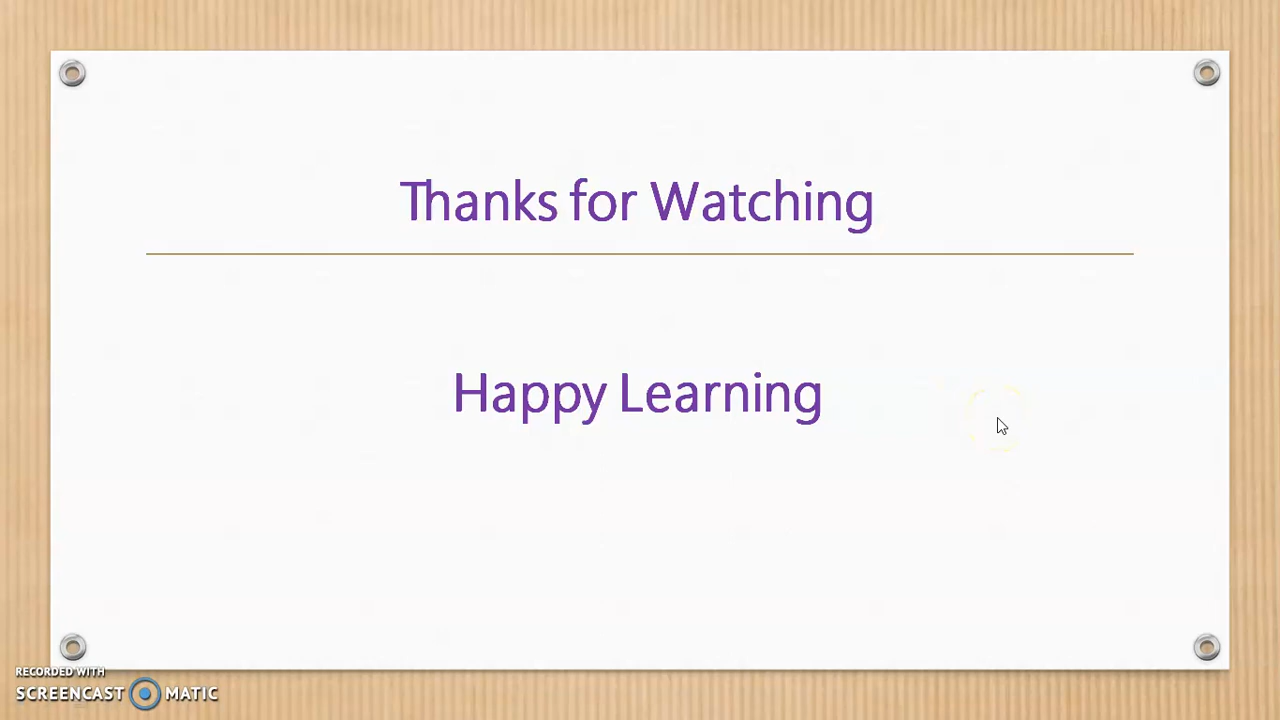 Thanks for Watching
Happy Learning
RECORDED WITH
SCREENCAST MATIC